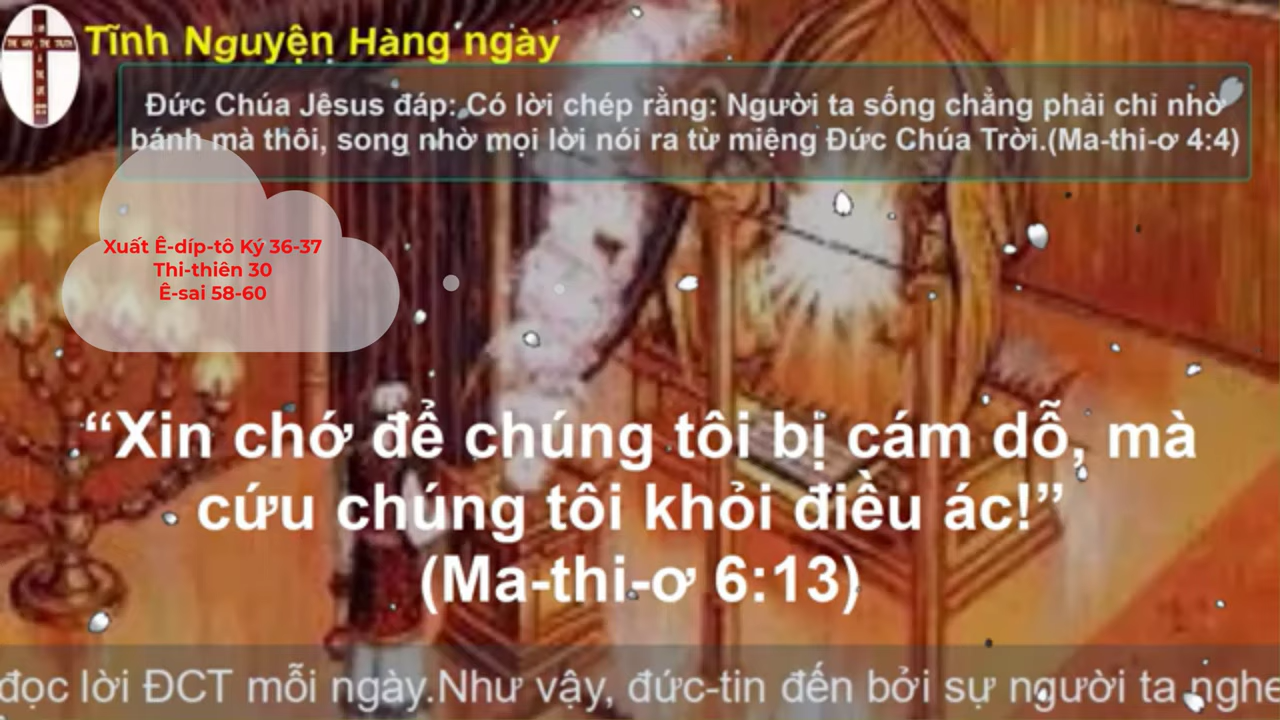 Tĩnh Nguyện Hàng ngày
Đức Chúa Jêsus đáp: Có lời chép rằng: Người ta sống chẳng phải chỉ nhờ
bánh mà thôi, song nhờ mọi lời nói ra từ miệng Đức Chúa Trời.(Ma-thi-ơ 4:4)
Xuất Ê-díp-tô Ký 36-37
Thi-thiên 30
Ê-sai 58-60
“Xin chớ để chúng tôi bị cám dỗ, mà
cứu chúng tôi khỏi điều ác!”
(Ma-thi-ơ 6:13)
đọc lời ĐCT mỗi ngày.Như vậy, đức-tin đến bởi sự người ta nghe